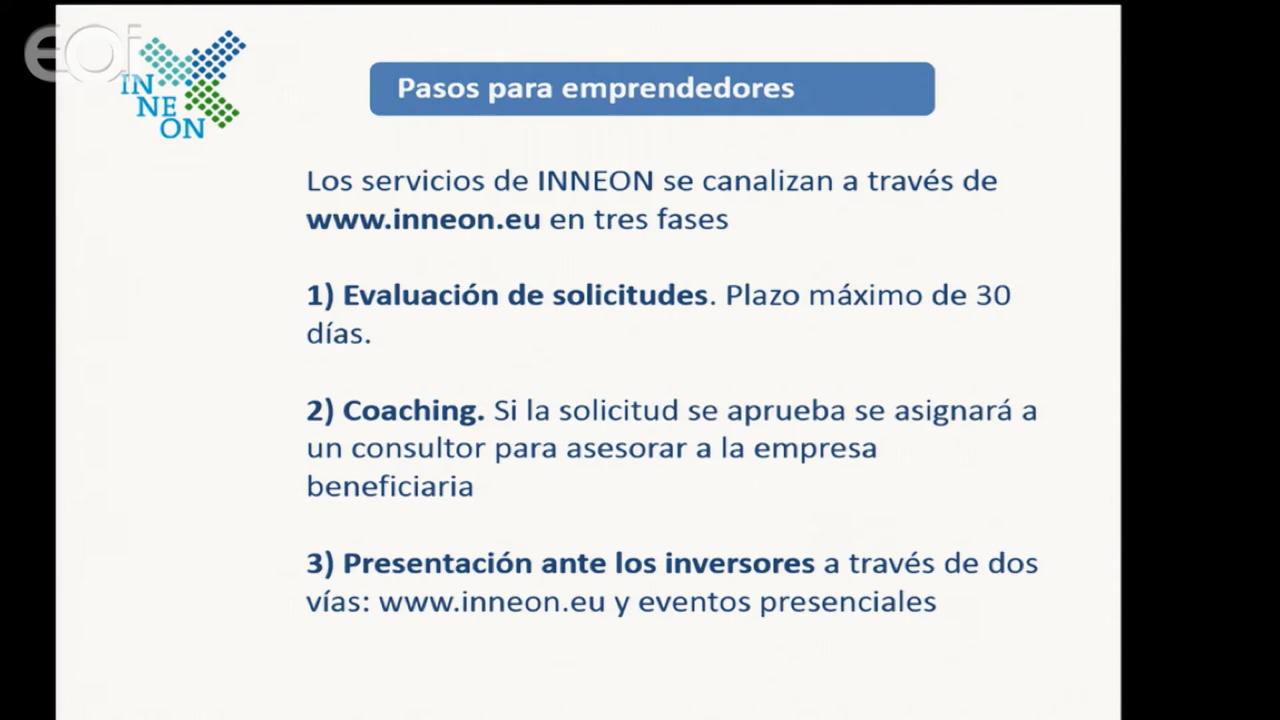 eoi
IN
NE
ON
Pasos para emprendedores
Los servicios de INNEON se canalizan a través de
www.inneon.eu en tres fases
1) Evaluación de solicitudes. Plazo máximo de 30
días.
2) Coaching. Si la solicitud se aprueba se asignará a
un consultor para asesorar a la empresa
beneficiaria
3) Presentación ante los inversores a través de dos
vías: www.inneon.eu y eventos presenciales